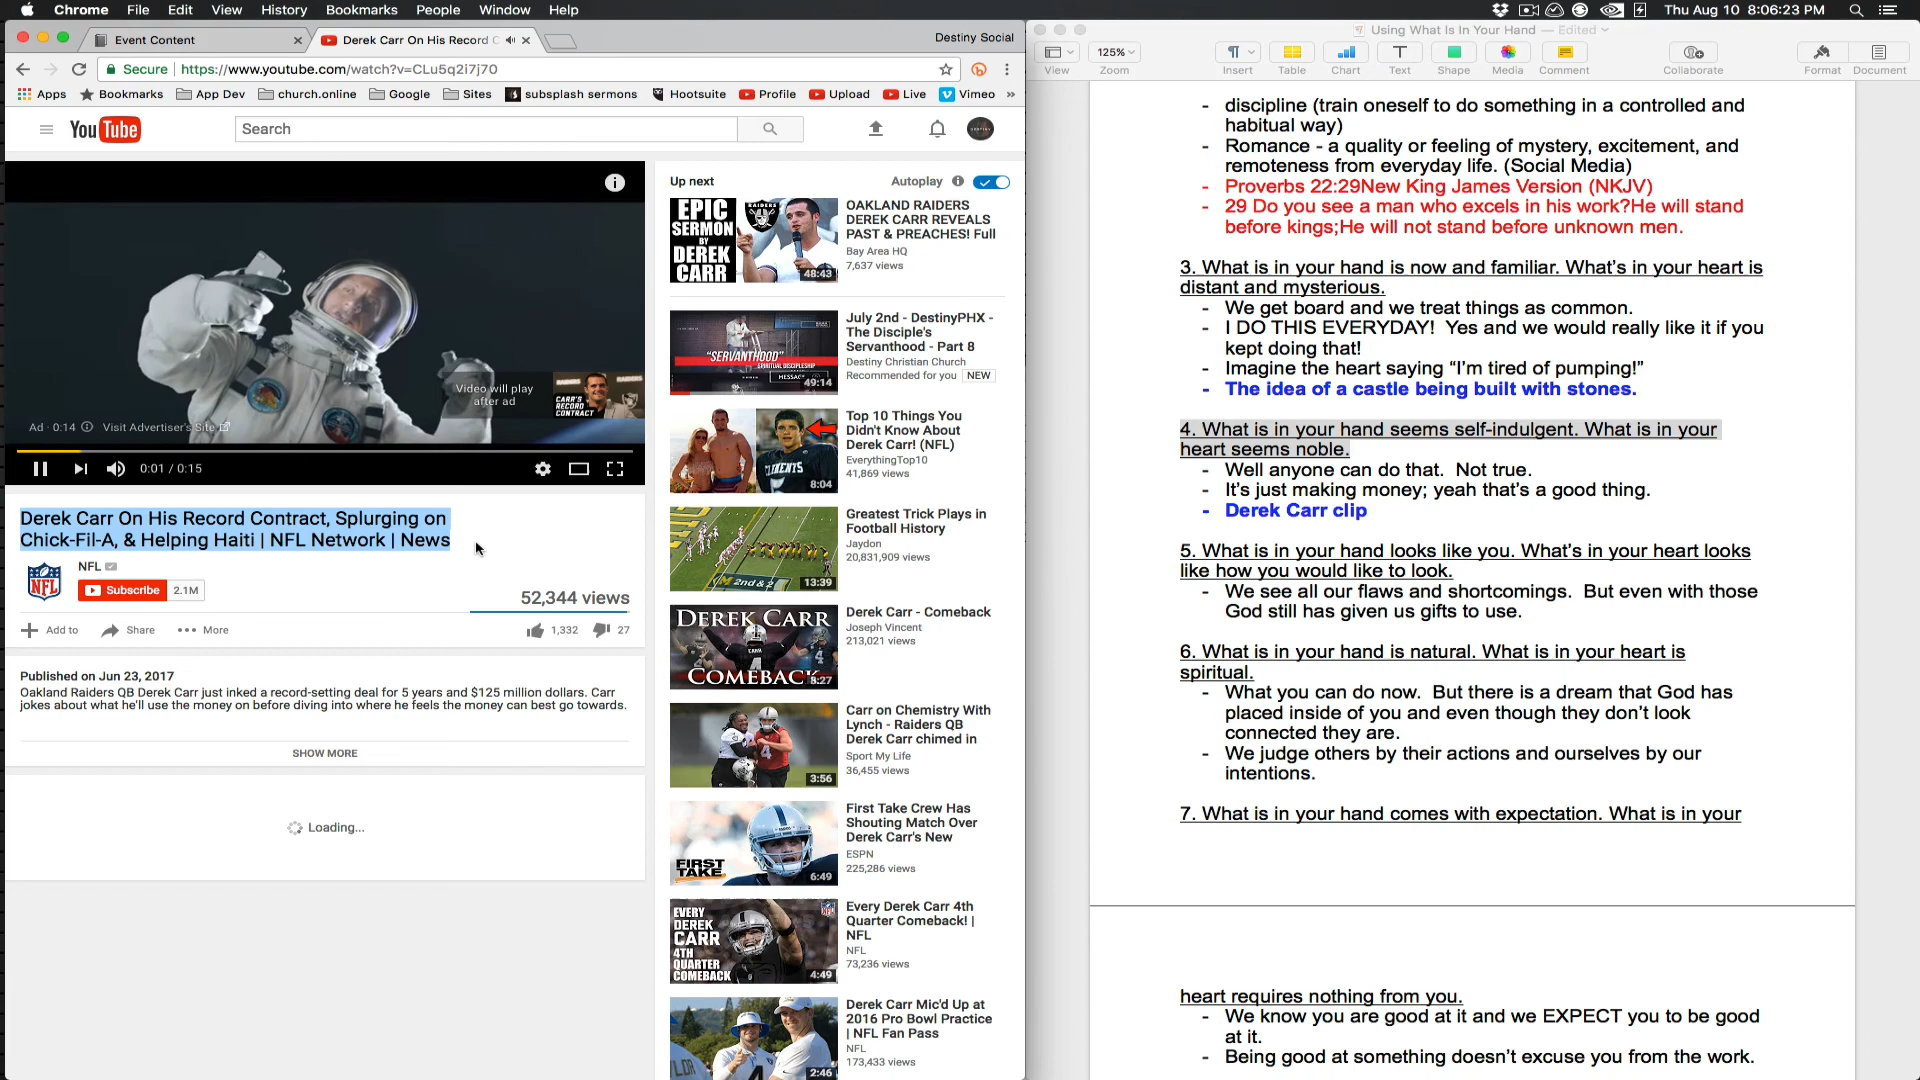 Chrome File Edit View History Bookmarks People Window Help
Thu Aug 10 8:06:23 PM
Event Content
Derek Carr On His Record C
Destiny Social
Secure https://www.youtube.com/watch?v=CLu5q2i7j70
Apps Bookmarks App Dev church.online Google Sites subsplash sermons Hootsuite Profile Upload Live Vimeo »
YouTube
Search
Video will play
after ad
CARR'S
RECORD
CONTRACT
Ad · 0:14 Visit Advertiser's Site
0:01 / 0:15
Derek Carr On His Record Contract, Splurging on
Chick-Fil-A, & Helping Haiti | NFL Network | News
NFL
Subscribe 2.1M
52,344 views
Add to Share More
1,332 27
Published on Jun 23, 2017
Oakland Raiders QB Derek Carr just inked a record-setting deal for 5 years and $125 million dollars. Carr
jokes about what he'll use the money on before diving into where he feels the money can best go towards.
SHOW MORE
Loading...
Up next
Autoplay
EPIC
SERMON
BY
DEREK
CARR
RAIDERS
48:43
OAKLAND RAIDERS
DEREK CARR REVEALS
PAST & PREACHES! Full
Bay Area HQ
7,637 views
"SERVANTHOOD"
SPIRITUAL DISCIPLESHIP
MESSAGE
49:14
July 2nd - DestinyPHX -
The Disciple's
Servanthood - Part 8
Destiny Christian Church
Recommended for you NEW
CLEMENTS
8:04
Top 10 Things You
Didn't Know About
Derek Carr! (NFL)
EverythingTop10
41,869 views
2nd & 2
13:39
Greatest Trick Plays in
Football History
Jaydon
20,831,909 views
DEREK CARR
COMEBACK
8:27
Derek Carr - Comeback
Joseph Vincent
213,021 views
3:56
Carr on Chemistry With
Lynch - Raiders QB
Derek Carr chimed in
Sport My Life
36,455 views
FIRST
TAKE
6:49
First Take Crew Has
Shouting Match Over
Derek Carr's New
ESPN
225,286 views
EVERY
DEREK
CARR
4TH
QUARTER
COMEBACK
4:49
Every Derek Carr 4th
Quarter Comeback! |
NFL
NFL
73,236 views
2:46
Derek Carr Mic'd Up at
2016 Pro Bowl Practice
| NFL Fan Pass
NFL
173,433 views
Using What Is In Your Hand — Edited
125%
View Zoom Insert Table Chart Text Shape Media Comment Collaborate Format Document
- discipline (train oneself to do something in a controlled and
habitual way)
- Romance - a quality or feeling of mystery, excitement, and
remoteness from everyday life. (Social Media)
- Proverbs 22:29New King James Version (NKJV)
- 29 Do you see a man who excels in his work?He will stand
before kings;He will not stand before unknown men.
3. What is in your hand is now and familiar. What's in your heart is
distant and mysterious.
- We get board and we treat things as common.
- I DO THIS EVERYDAY! Yes and we would really like it if you
kept doing that!
- Imagine the heart saying "I'm tired of pumping!"
- The idea of a castle being built with stones.
4. What is in your hand seems self-indulgent. What is in your
heart seems noble.
- Well anyone can do that. Not true.
- It's just making money; yeah that's a good thing.
- Derek Carr clip
5. What is in your hand looks like you. What's in your heart looks
like how you would like to look.
- We see all our flaws and shortcomings. But even with those
God still has given us gifts to use.
6. What is in your hand is natural. What is in your heart is
spiritual.
- What you can do now. But there is a dream that God has
placed inside of you and even though they don't look
connected they are.
- We judge others by their actions and ourselves by our
intentions.
7. What is in your hand comes with expectation. What is in your
heart requires nothing from you.
- We know you are good at it and we EXPECT you to be good
at it.
- Being good at something doesn't excuse you from the work.